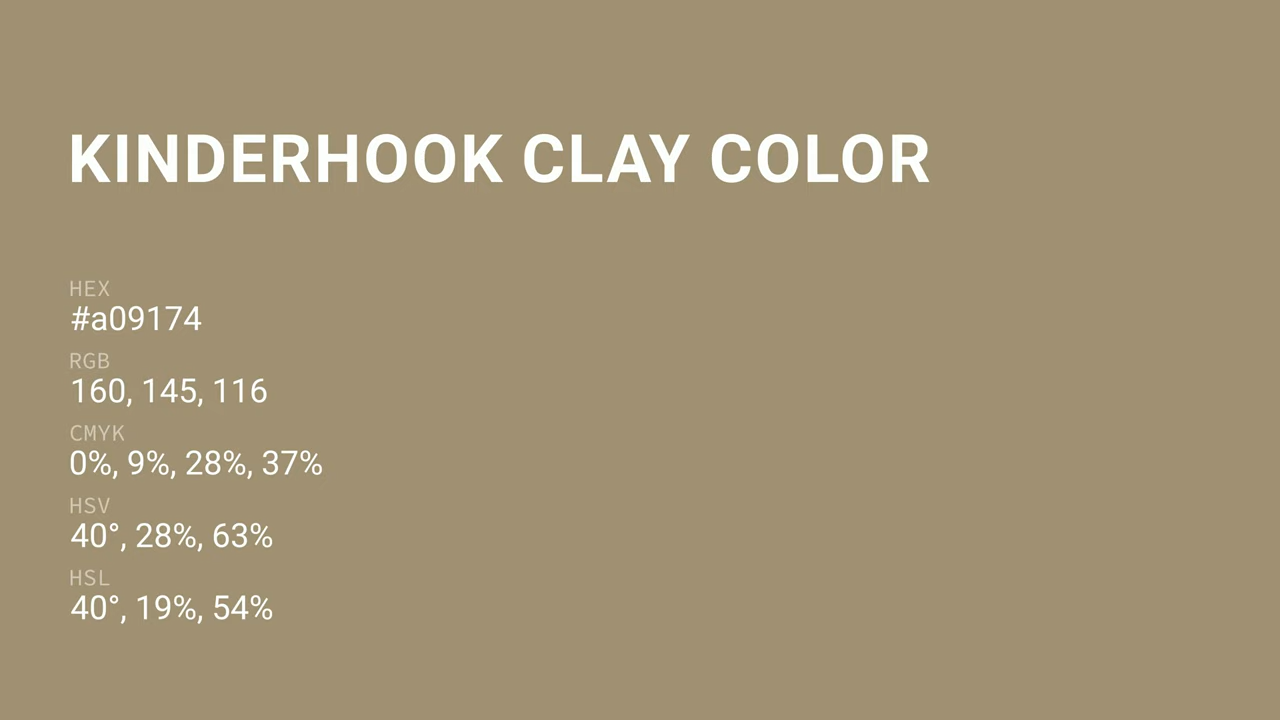 KINDERHOOK CLAY COLOR
HEX
#a09174
RGB
160, 145, 116
CMYK
0%, 9%, 28%, 37%
HSV
40°, 28%, 63%
HSL
40°, 19%, 54%